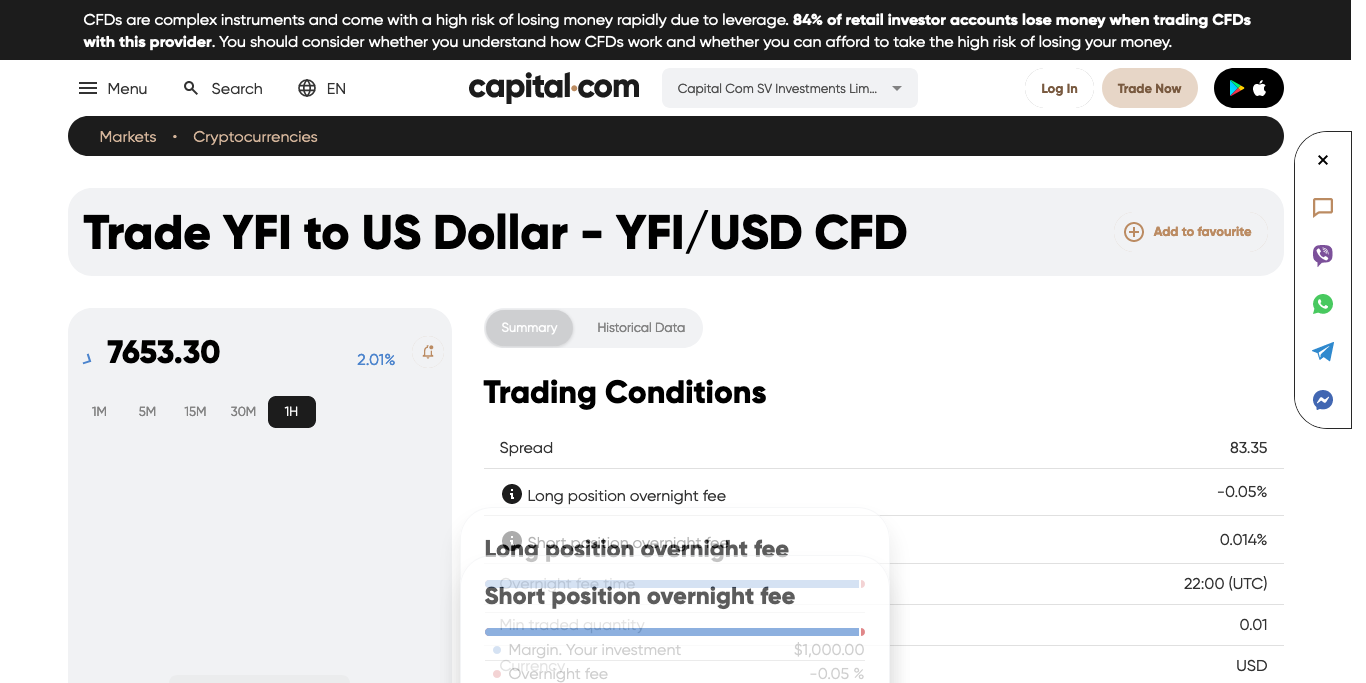 CFDs are complex instruments and come with a high risk of losing money rapidly due to leverage. 84% of retail investor accounts lose money when trading CFDs
with this provider. You should consider whether you understand how CFDs work and whether you can afford to take the high risk of losing your money.
Menu Search EN capital.com Capital Com SV Investments Lim... Log In Trade Now
Markets • Cryptocurrencies
Trade YFI to US Dollar - YFI/USD CFD
Add to favourite
7653.30
2.01%
1M 5M 15M 30M 1H
Summary Historical Data
Trading Conditions
Spread 83.35
Long position overnight fee -0.05%
Short position overnight fee 0.014%
Long position overnight fee
Overnight fee time 22:00 (UTC)
Short position overnight fee
Min traded quantity 0.01
Margin. Your investment $1,000.00
Currency USD
Overnight fee -0.05 %